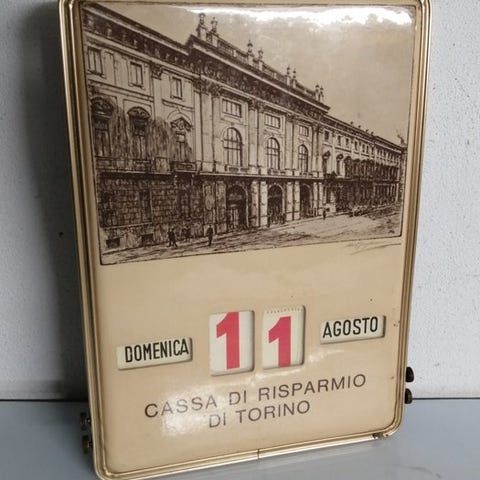 DOMENICA 11 AGOSTO
CASSA DI RISPARMIO
DI TORINO